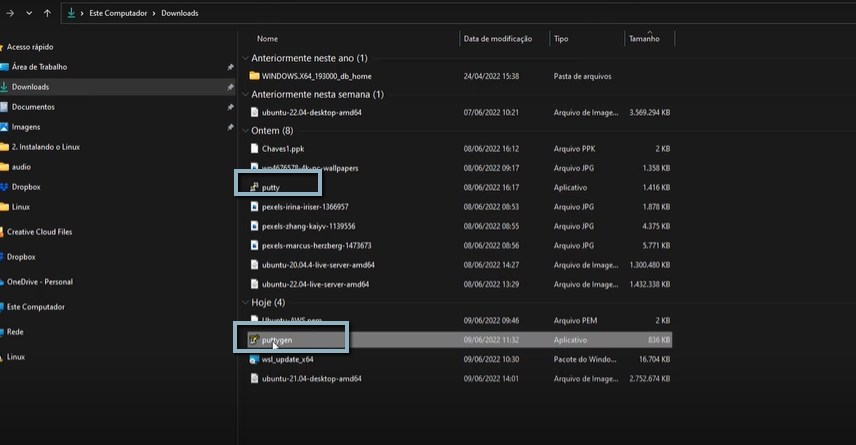 Este Computador > Downloads
Nome Data de modificação Tipo Tamanho
Acesso rápido
Área de Trabalho
Downloads
Documentos
Imagens
2. Instalando o Linux
audio
Dropbox
Linux
Creative Cloud Files
Dropbox
OneDrive - Personal
Este Computador
Rede
Linux
Anteriormente neste ano (1)
WINDOWS.X64_193000_db_home 24/04/2022 15:38 Pasta de arquivos
Anteriormente nesta semana (1)
ubuntu-22.04-desktop-amd64 07/06/2022 10:21 Arquivo de Image... 3.569.294 KB
Ontem (8)
Chaves1.ppk 08/06/2022 16:12 Arquivo PPK 2 KB
wp4676578-4k-pc-wallpapers 08/06/2022 09:17 Arquivo JPG 1.358 KB
putty 08/06/2022 16:17 Aplicativo 1.416 KB
pexels-irina-iriser-1366957 08/06/2022 08:53 Arquivo JPG 1.878 KB
pexels-zhang-kaiyv-1139556 08/06/2022 08:55 Arquivo JPG 4.375 KB
pexels-marcus-herzberg-1473673 08/06/2022 08:56 Arquivo JPG 5.771 KB
ubuntu-20.04.4-live-server-amd64 08/06/2022 14:27 Arquivo de Image... 1.300.480 KB
ubuntu-22.04-live-server-amd64 08/06/2022 13:29 Arquivo de Image... 1.432.338 KB
Hoje (4)
Ubuntu-AWS.pem 09/06/2022 09:46 Arquivo PEM 2 KB
puttygen 09/06/2022 11:32 Aplicativo 836 KB
wsl_update_x64 09/06/2022 10:30 Pacote do Windo... 16.704 KB
ubuntu-21.04-desktop-amd64 09/06/2022 14:01 Arquivo de Image... 2.752.674 KB